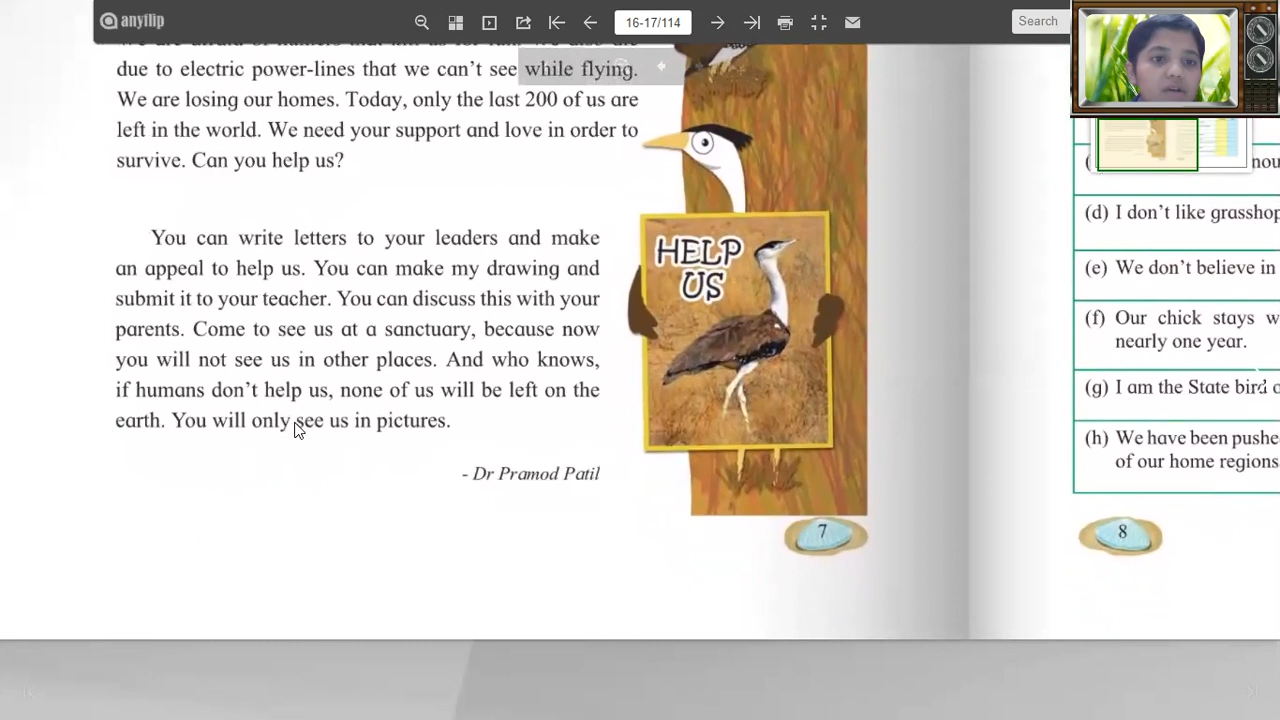 anyflip
16-17/114
Search
due to electric power-lines that we can't see while flying.
We are losing our homes. Today, only the last 200 of us are
left in the world. We need your support and love in order to
survive. Can you help us?
You can write letters to your leaders and make
an appeal to help us. You can make my drawing and
submit it to your teacher. You can discuss this with your
parents. Come to see us at a sanctuary, because now
you will not see us in other places. And who knows,
if humans don't help us, none of us will be left on the
earth. You will only see us in pictures.
- Dr Pramod Patil
HELP
US
7
(d) I don't like grasshop
(e) We don't believe in
(f) Our chick stays w
nearly one year.
(g) I am the State bird
(h) We have been pushe
of our home regions
8